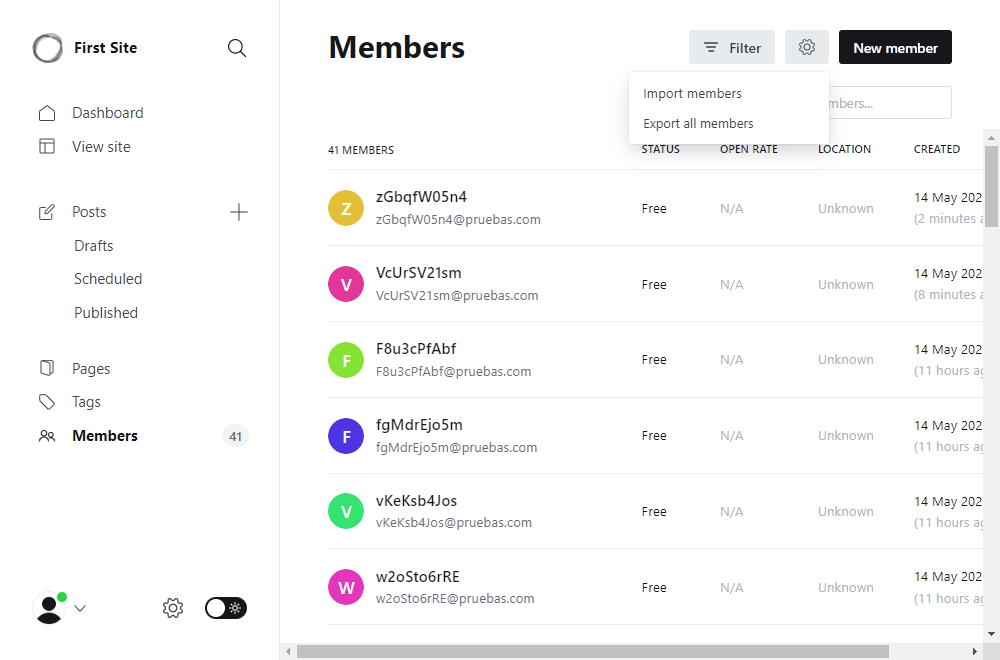 First Site
Dashboard
View site
Posts
Drafts
Scheduled
Published
Pages
Tags
Members
41
Members
Filter
New member
Import members
Export all members
41 MEMBERS
STATUS
OPEN RATE
LOCATION
CREATED
Z
zGbqfW05n4
zGbqfW05n4@pruebas.com
Free
N/A
Unknown
14 May 202
(2 minutes
V
VcUrSV21sm
VcUrSV21sm@pruebas.com
Free
N/A
Unknown
14 May 202
(8 minutes
F
F8u3cPfAbf
F8u3cPfAbf@pruebas.com
Free
N/A
Unknown
14 May 202
(11 hours
F
fgMdrEjo5m
fgMdrEjo5m@pruebas.com
Free
N/A
Unknown
14 May 202
(11 hours
V
vKeKsb4Jos
vKeKsb4Jos@pruebas.com
Free
N/A
Unknown
14 May 202
(11 hours
W
w2oSto6rRE
w2oSto6rRE@pruebas.com
Free
N/A
Unknown
14 May 202
(11 hours